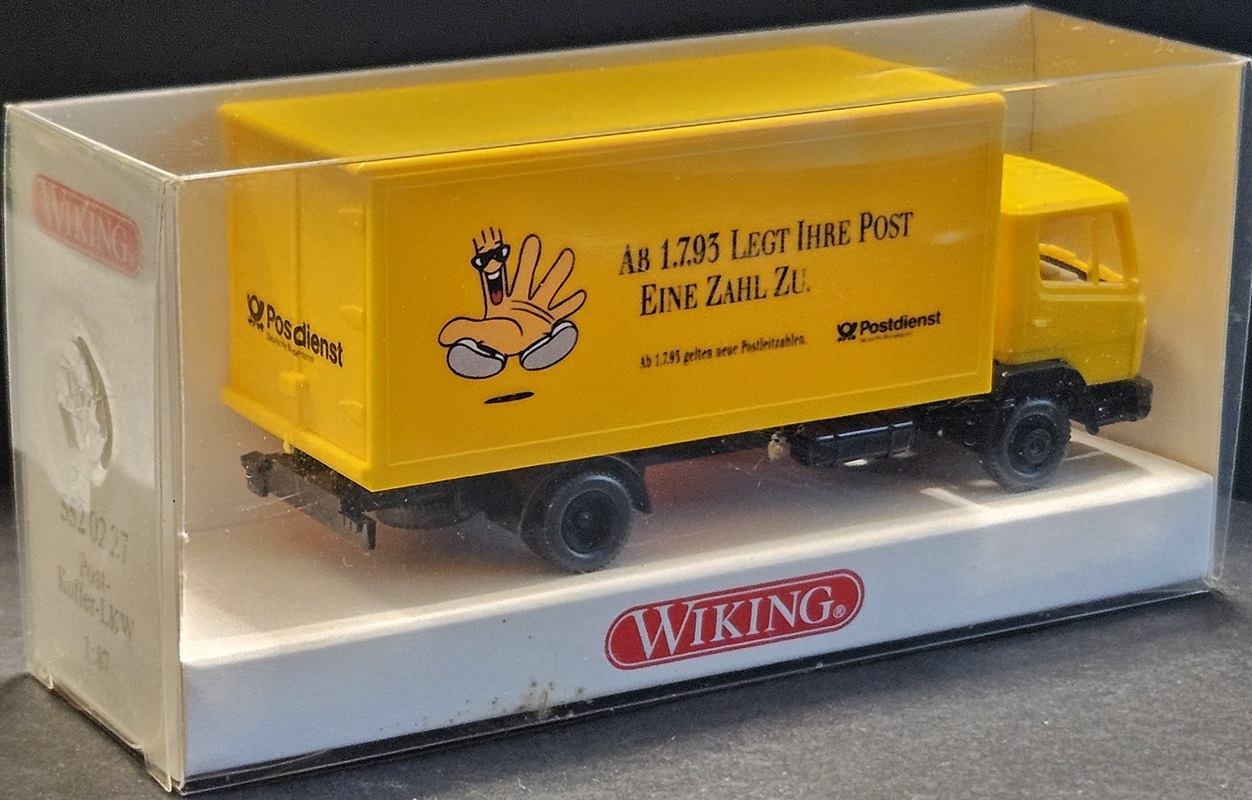 WIKING
552 02 27
Post-
Koffer-LKW
1:87
Postdienst
AB 1.7.93 LEGT IHRE POST
EINE ZAHL ZU.
Ab 1.7.93 gelten neue Postleitzahlen.
Postdienst
WIKING®